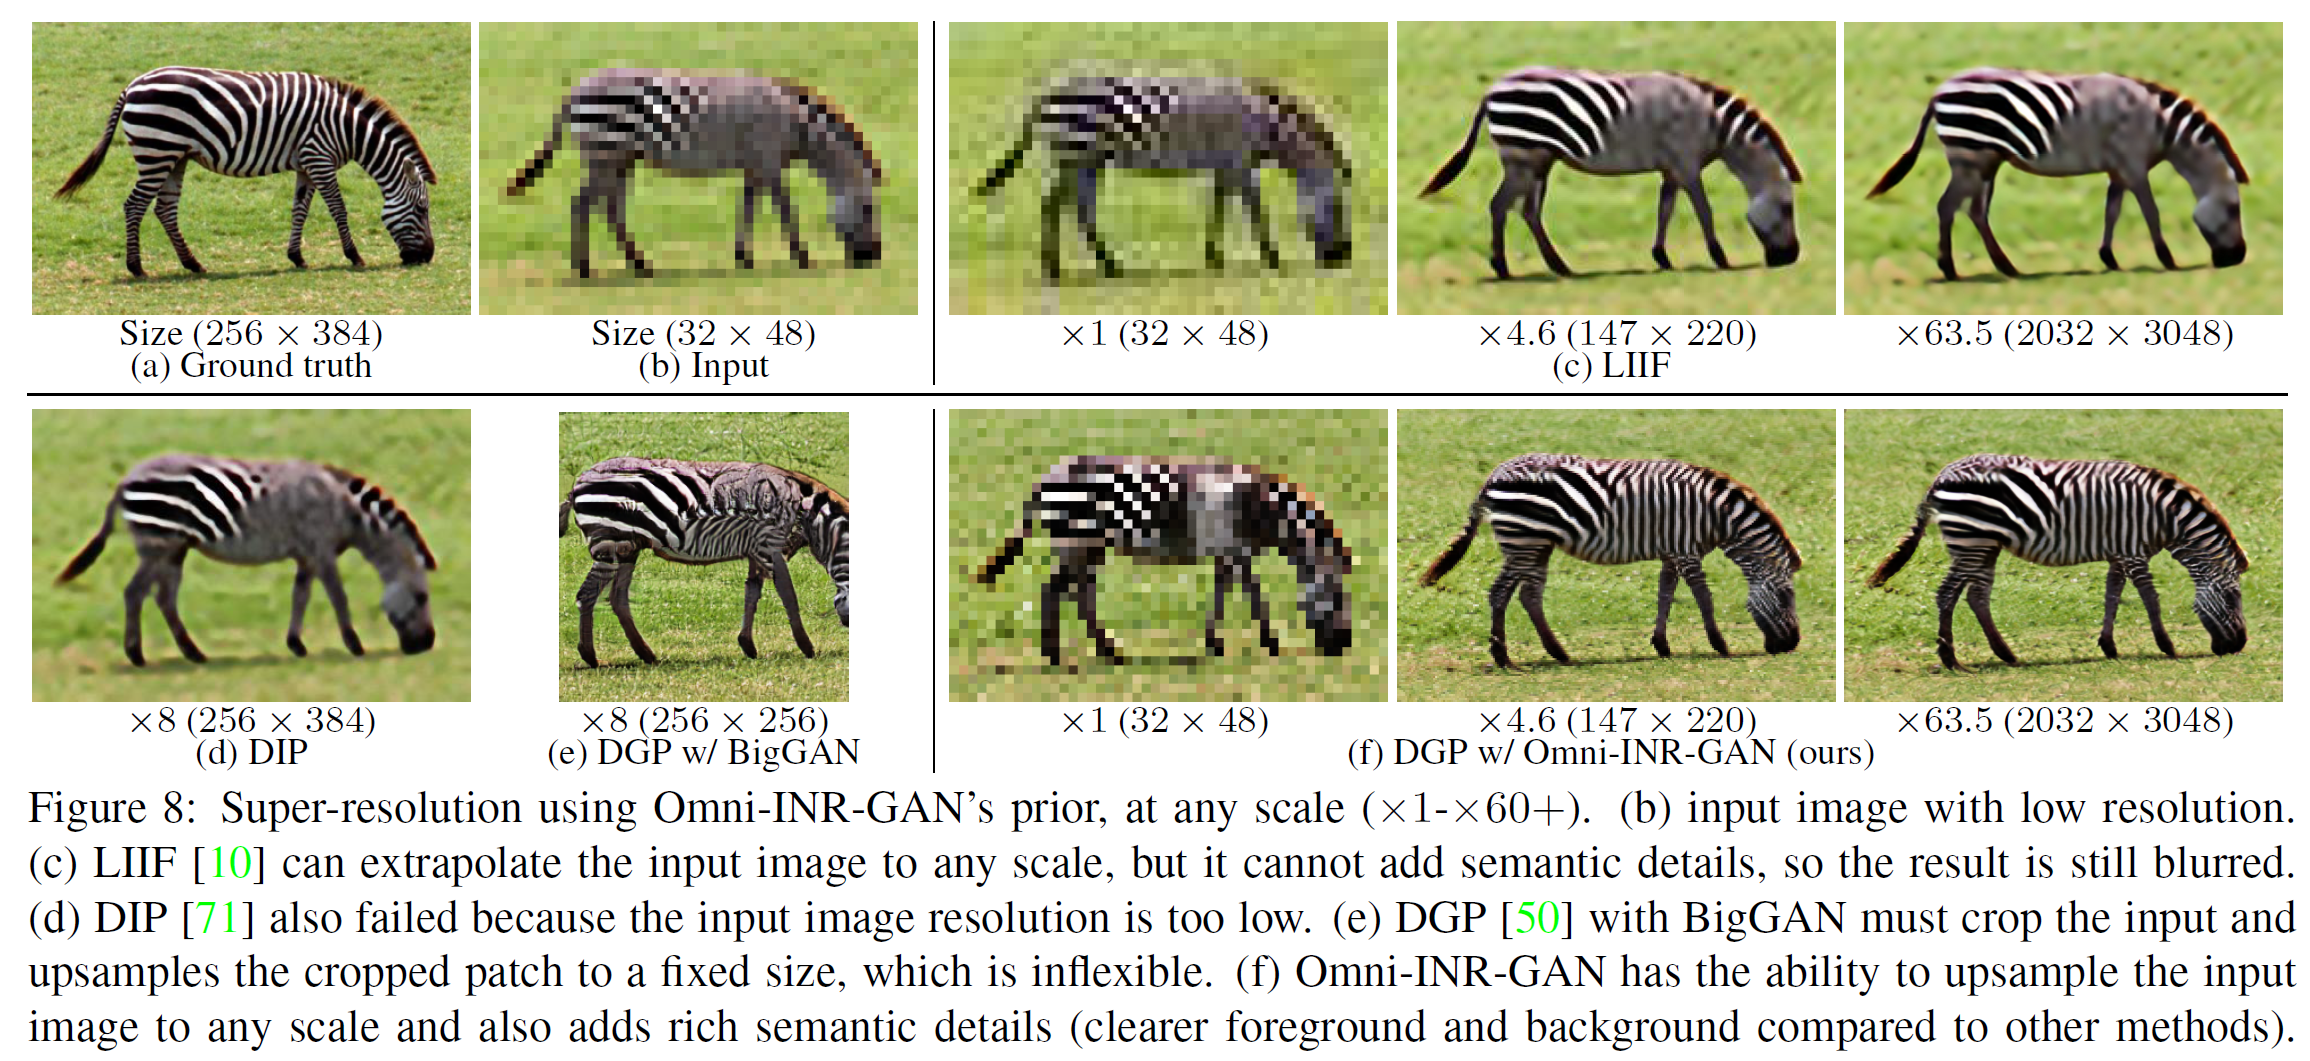 Size (256 × 384)
(a) Ground truth
Size (32 × 48)
(b) Input
×1 (32 × 48)
×4.6 (147 × 220)
×63.5 (2032 × 3048)
(c) LIIF
×8 (256 × 384)
(d) DIP
×8 (256 × 256)
(e) DGP w/ BigGAN
×1 (32 × 48)
×4.6 (147 × 220)
×63.5 (2032 × 3048)
(f) DGP w/ Omni-INR-GAN (ours)
Figure 8: Super-resolution using Omni-INR-GAN’s prior, at any scale (×1-×60+). (b) input image with low resolution.
(c) LIIF [10] can extrapolate the input image to any scale, but it cannot add semantic details, so the result is still blurred.
(d) DIP [71] also failed because the input image resolution is too low. (e) DGP [50] with BigGAN must crop the input and
upsamples the cropped patch to a fixed size, which is inflexible. (f) Omni-INR-GAN has the ability to upsample the input
image to any scale and also adds rich semantic details (clearer foreground and background compared to other methods).